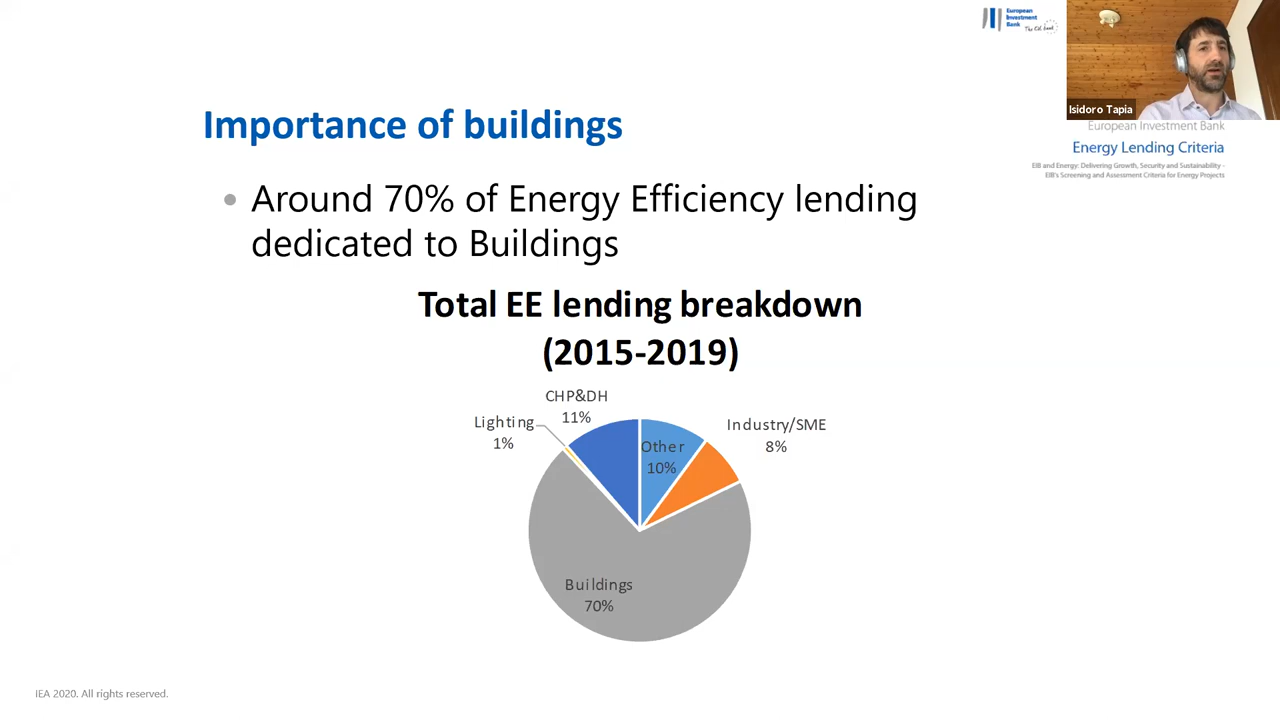 European
Investment
Bank
The EU bank
Isidoro Tapia
European Investment Bank
Energy Lending Criteria
EIB and Energy: Delivering Growth, Security and Sustainability -
EIB's Screening and Assessment Criteria for Energy Projects
Importance of buildings
Around 70% of Energy Efficiency lending
dedicated to Buildings
Total EE lending breakdown
(2015-2019)
CHP&DH
11%
Lighting
1%
Other
10%
Industry/SME
8%
Buildings
70%
IEA 2020. All rights reserved.